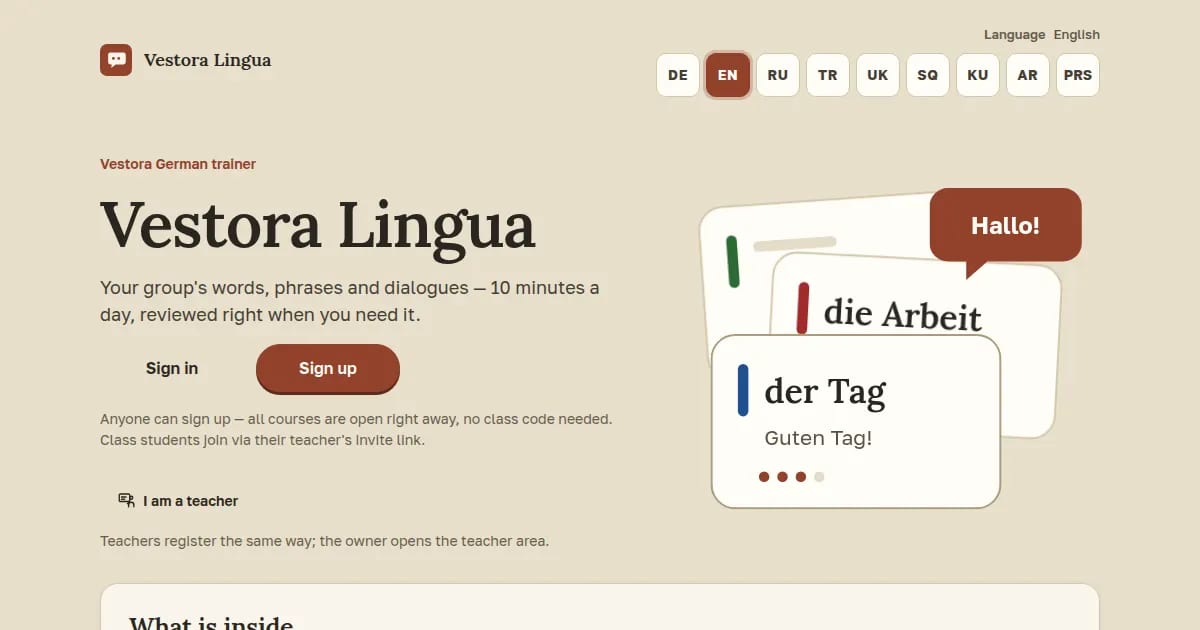 Vestora Lingua
Language English
DE EN RU TR UK SQ KU AR PRS
Vestora German trainer
Vestora Lingua
Your group's words, phrases and dialogues — 10 minutes a
day, reviewed right when you need it.
Sign in
Sign up
Anyone can sign up — all courses are open right away, no class code needed.
Class students join via their teacher's invite link.
I am a teacher
Teachers register the same way; the owner opens the teacher area.
Hallo!
die Arbeit
der Tag
Guten Tag!
What is inside